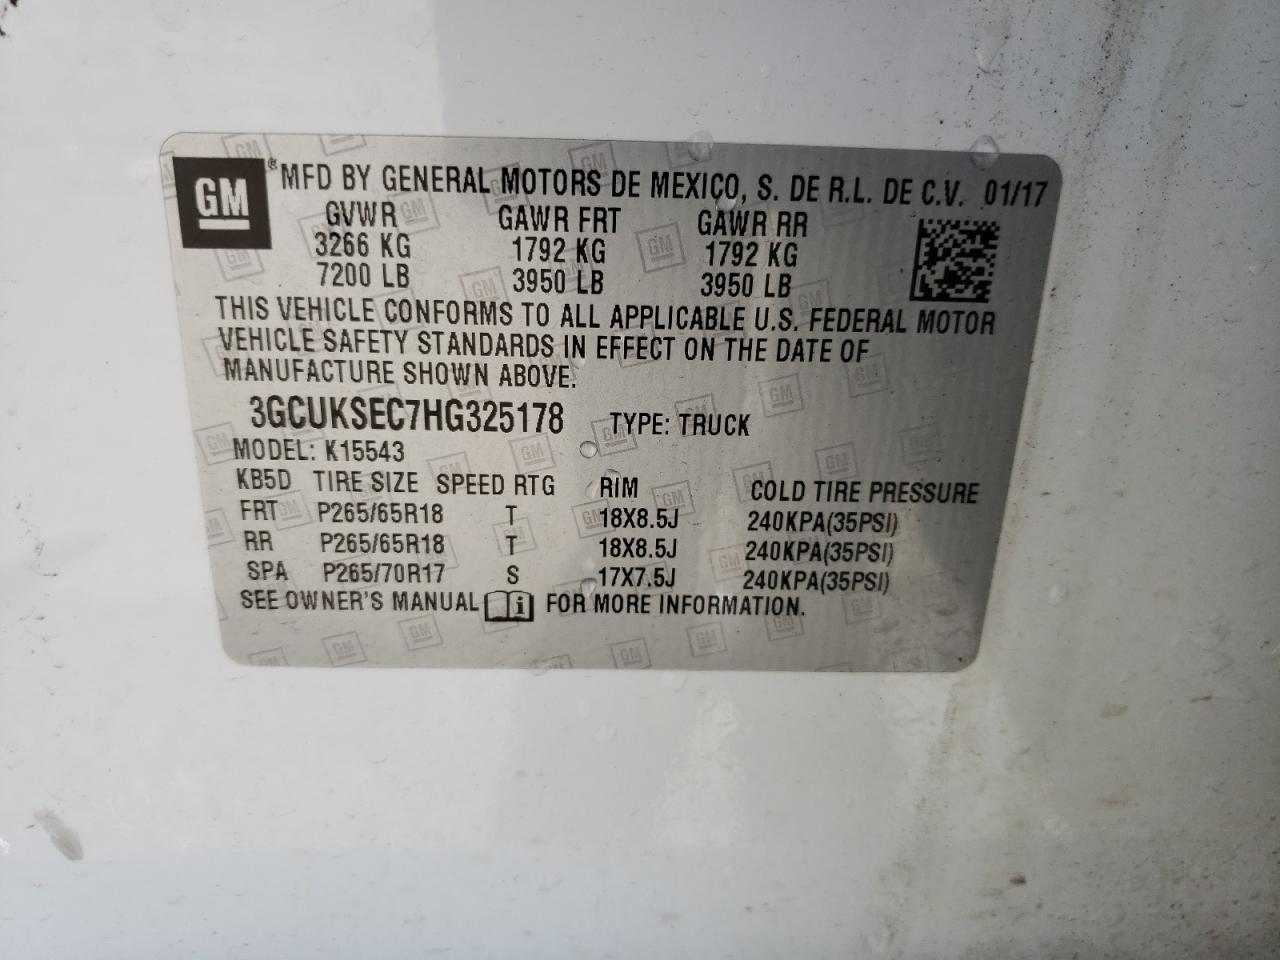 GM ® MFD BY GENERAL MOTORS DE MEXICO, S. DE R.L. DE C.V. 01/17
GVWR GAWR FRT GAWR RR
3266 KG 1792 KG 1792 KG
7200 LB 3950 LB 3950 LB
THIS VEHICLE CONFORMS TO ALL APPLICABLE U.S. FEDERAL MOTOR
VEHICLE SAFETY STANDARDS IN EFFECT ON THE DATE OF
MANUFACTURE SHOWN ABOVE.
3GCUKSEC7HG325178 TYPE: TRUCK
MODEL: K15543
KB5D TIRE SIZE SPEED RTG RIM COLD TIRE PRESSURE
FRT P265/65R18 T 18X8.5J 240KPA(35PSI)
RR P265/65R18 T 18X8.5J 240KPA(35PSI)
SPA P265/70R17 S 17X7.5J 240KPA(35PSI)
SEE OWNER'S MANUAL i FOR MORE INFORMATION.